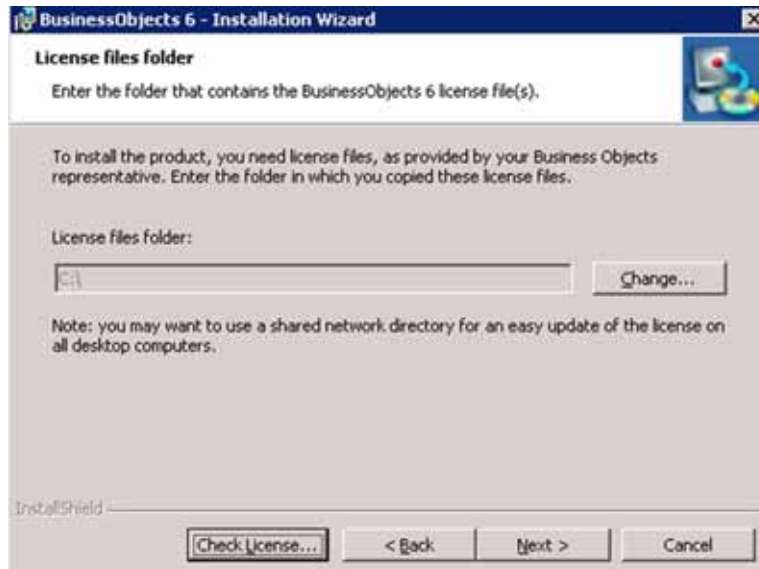 BusinessObjects 6 - Installation Wizard
License files folder
Enter the folder that contains the BusinessObjects 6 license file(s).
To install the product, you need license files, as provided by your Business Objects
representative. Enter the folder in which you copied these license files.
License files folder:
C:\
Change...
Note: you may want to use a shared network directory for an easy update of the license on
all desktop computers.
InstallShield
Check License... < Back Next > Cancel